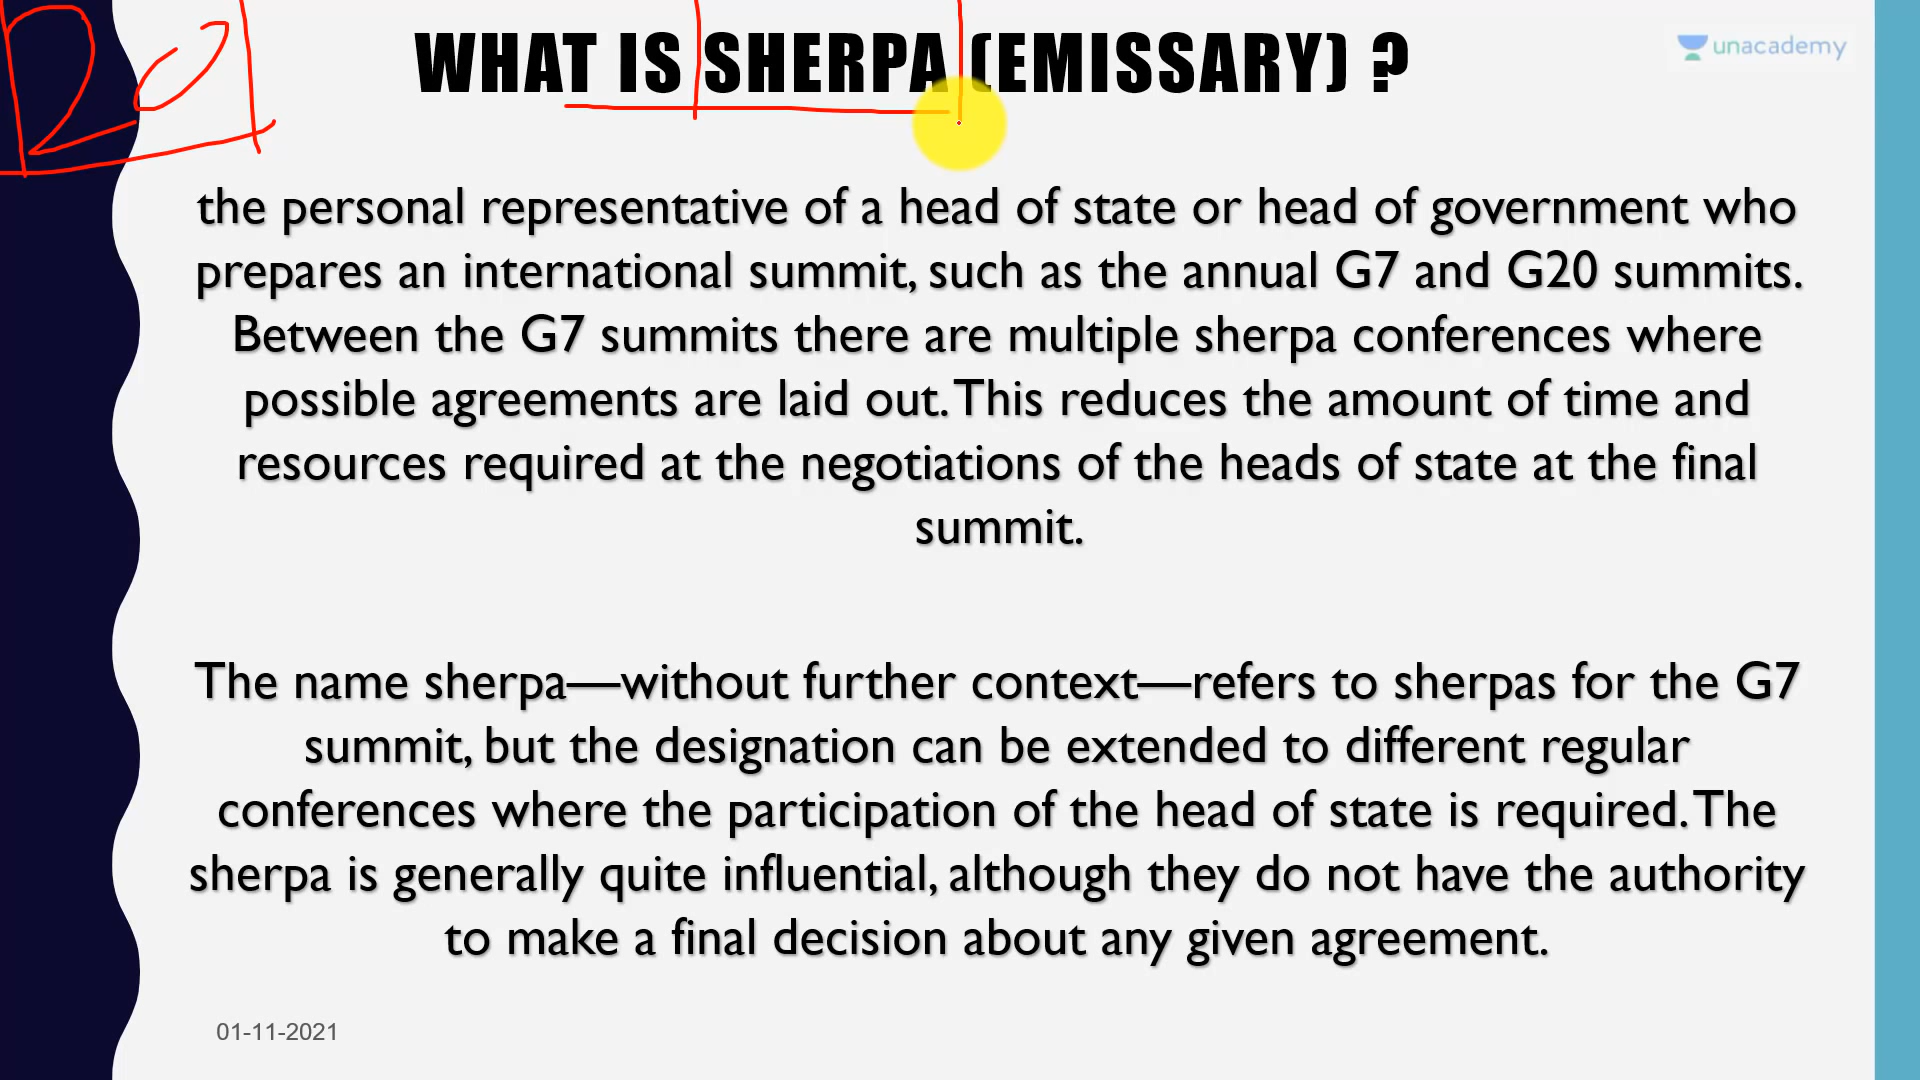 WHAT IS SHERPA (EMISSARY) ?
unacademy
the personal representative of a head of state or head of government who
prepares an international summit, such as the annual G7 and G20 summits.
Between the G7 summits there are multiple sherpa conferences where
possible agreements are laid out. This reduces the amount of time and
resources required at the negotiations of the heads of state at the final
summit.
The name sherpa—without further context—refers to sherpas for the G7
summit, but the designation can be extended to different regular
conferences where the participation of the head of state is required. The
sherpa is generally quite influential, although they do not have the authority
to make a final decision about any given agreement.
01-11-2021